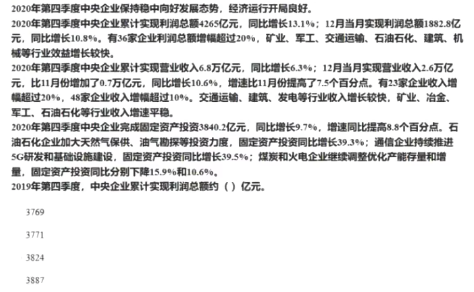 2020年第四季度中央企业保持稳中向好发展态势，经济运行开局良好。
2020年第四季度中央企业累计实现利润总额4265亿元，同比增长13.1%；12月当月实现利润总额1882.8亿
元，同比增长10.8%。有36家企业利润总额增幅超过20%，矿业、军工、交通运输、石油石化、建筑、机
械等行业效益增长较快。
2020年第四季度中央企业累计实现营业收入6.8万亿元，同比增长6.3%；12月当月实现营业收入2.6万亿
元，比11月份增加了0.7万亿元，同比增长10.6%，增速比11月份提高了7.5个百分点。有23家企业收入增
幅超过20%，48家企业收入增幅超过10%。交通运输、建筑、发电等行业收入增长较快，矿业、冶金、
军工、石油石化等行业收入增速平稳。
2020年第四季度中央企业完成固定资产投资3840.2亿元，同比增长9.7%，增速同比提高8.8个百分点。石
油石化企业加大天然气保供、油气勘探等投资力度，固定资产投资同比增长39.3%；通信企业持续推进
5G研发和基础设施建设，固定资产投资同比增长39.5%；煤炭和火电企业继续调整优化产能存量和增
量，固定资产投资同比分别下降15.9%和10.6%。
2019年第四季度，中央企业累计实现利润总额约（ ）亿元。
3769
3771
3824
3887